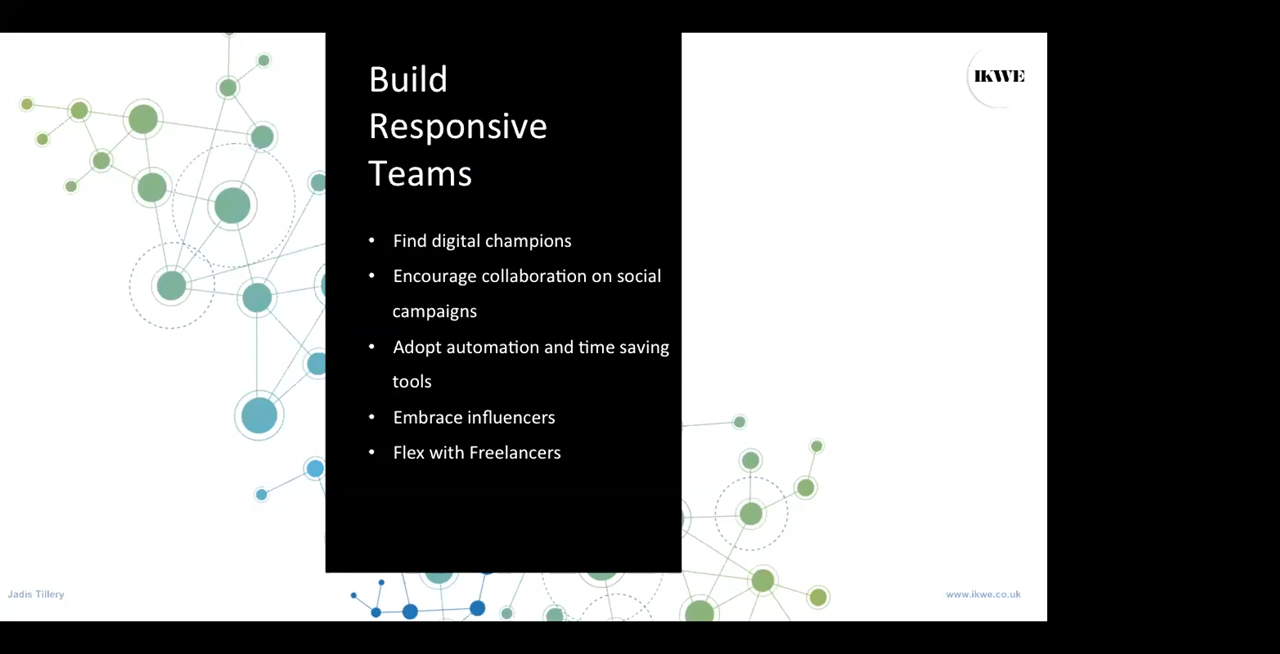 IKWE
Build
Responsive
Teams
• Find digital champions
• Encourage collaboration on social
campaigns
• Adopt automation and time saving
tools
• Embrace influencers
• Flex with Freelancers
Jadis Tillery
www.ikwe.co.uk